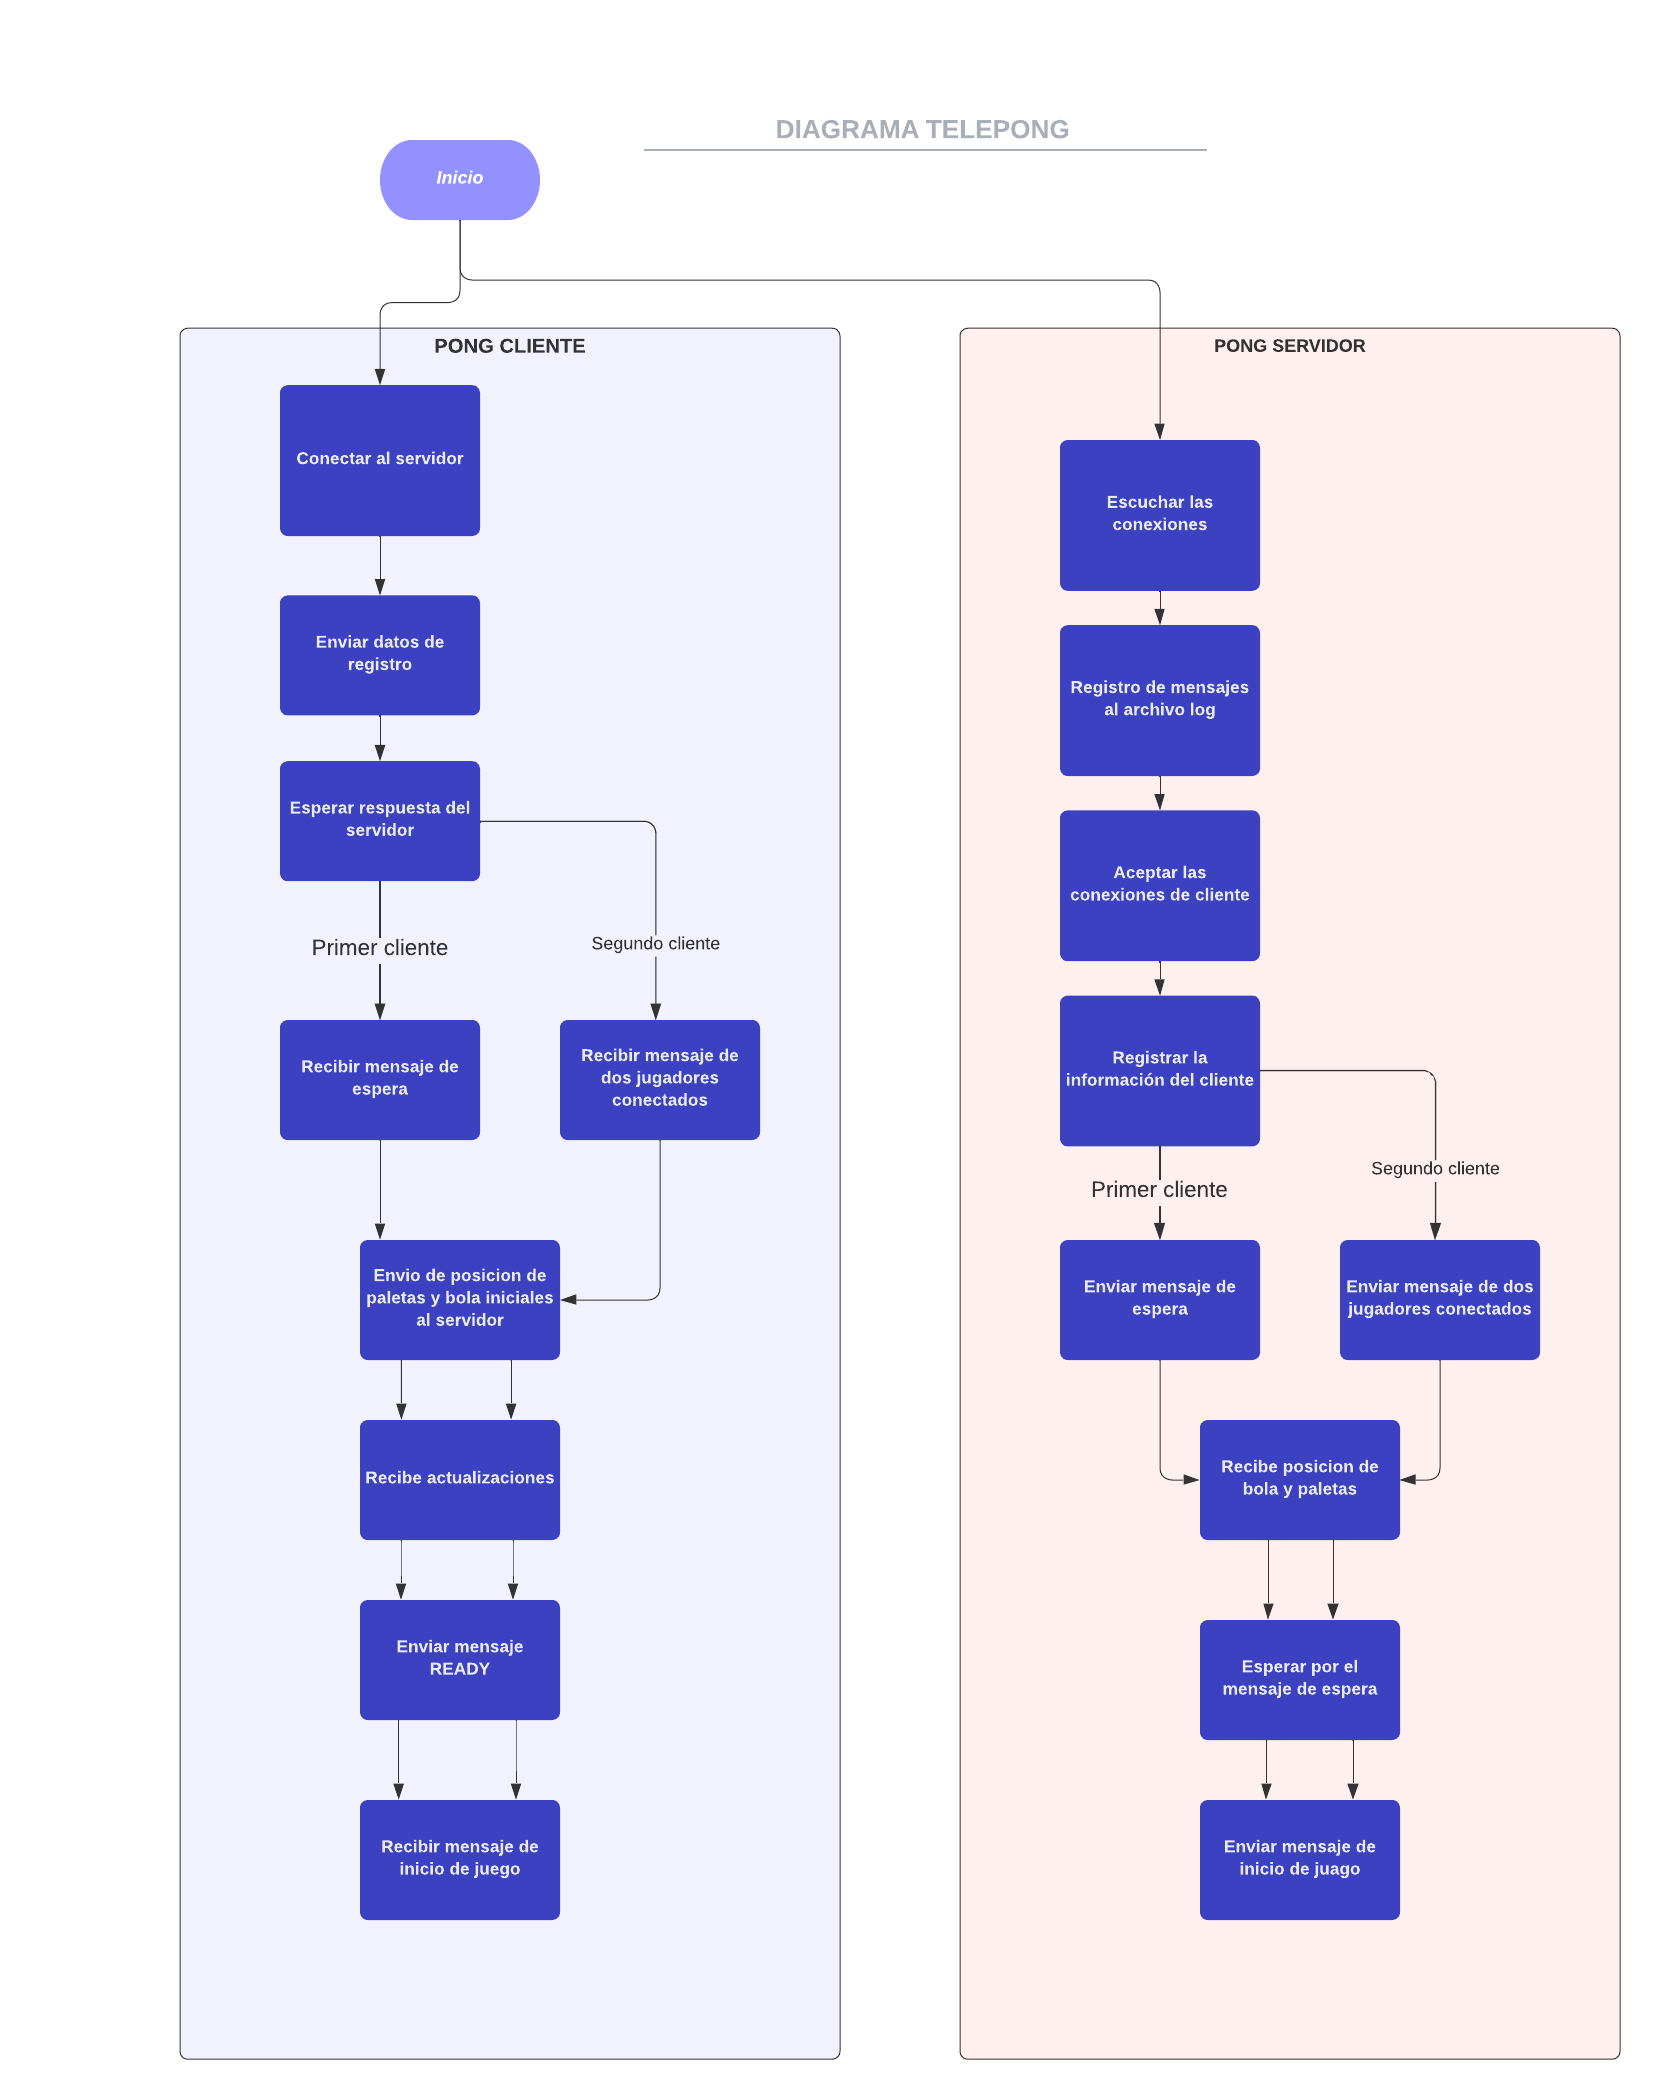 DIAGRAMA TELEPONG
Inicio
PONG CLIENTE
Conectar al servidor
Enviar datos de
registro
Esperar respuesta del
servidor
Primer cliente
Segundo cliente
Recibir mensaje de
espera
Recibir mensaje de
dos jugadores
conectados
Envio de posicion de
paletas y bola iniciales
al servidor
Recibe actualizaciones
Enviar mensaje
READY
Recibir mensaje de
inicio de juego
PONG SERVIDOR
Escuchar las
conexiones
Registro de mensajes
al archivo log
Aceptar las
conexiones de cliente
Registrar la
información del cliente
Primer cliente
Segundo cliente
Enviar mensaje de
espera
Enviar mensaje de dos
jugadores conectados
Recibe posicion de
bola y paletas
Esperar por el
mensaje de espera
Enviar mensaje de
inicio de juago